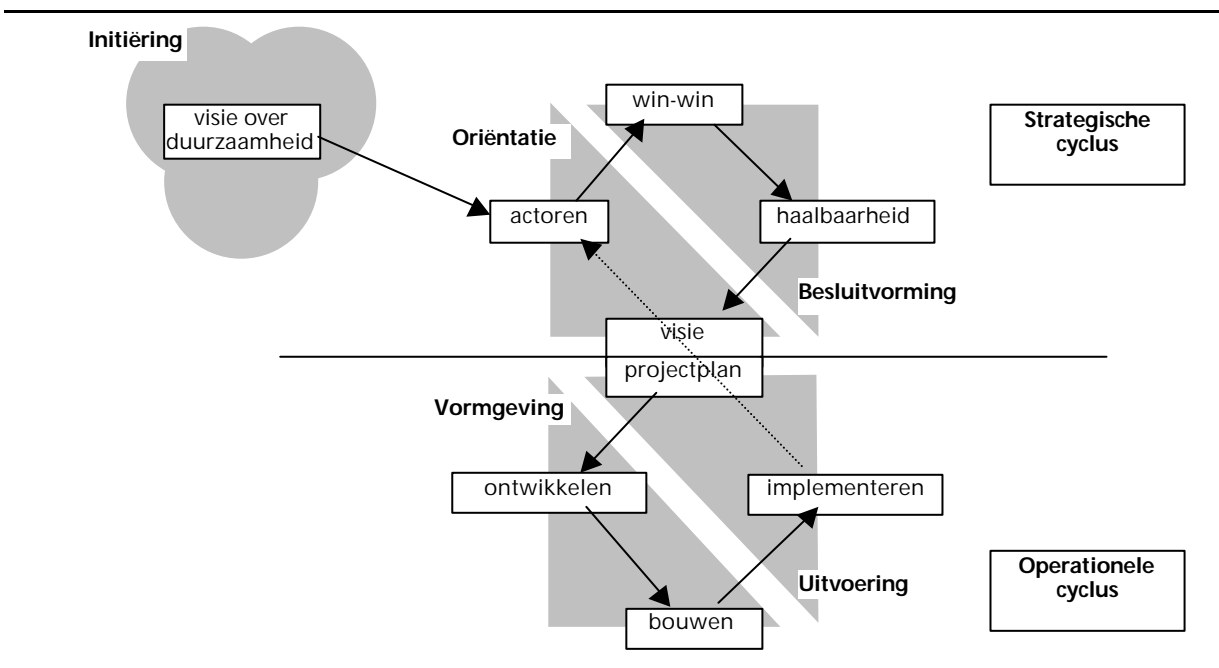 Initiëring
visie over
duurzaamheid
Oriëntatie
win-win
Strategische
cyclus
actoren
haalbaarheid
Besluitvorming
visie
projectplan
Vormgeving
ontwikkelen
implementeren
Uitvoering
Operationele
cyclus
bouwen